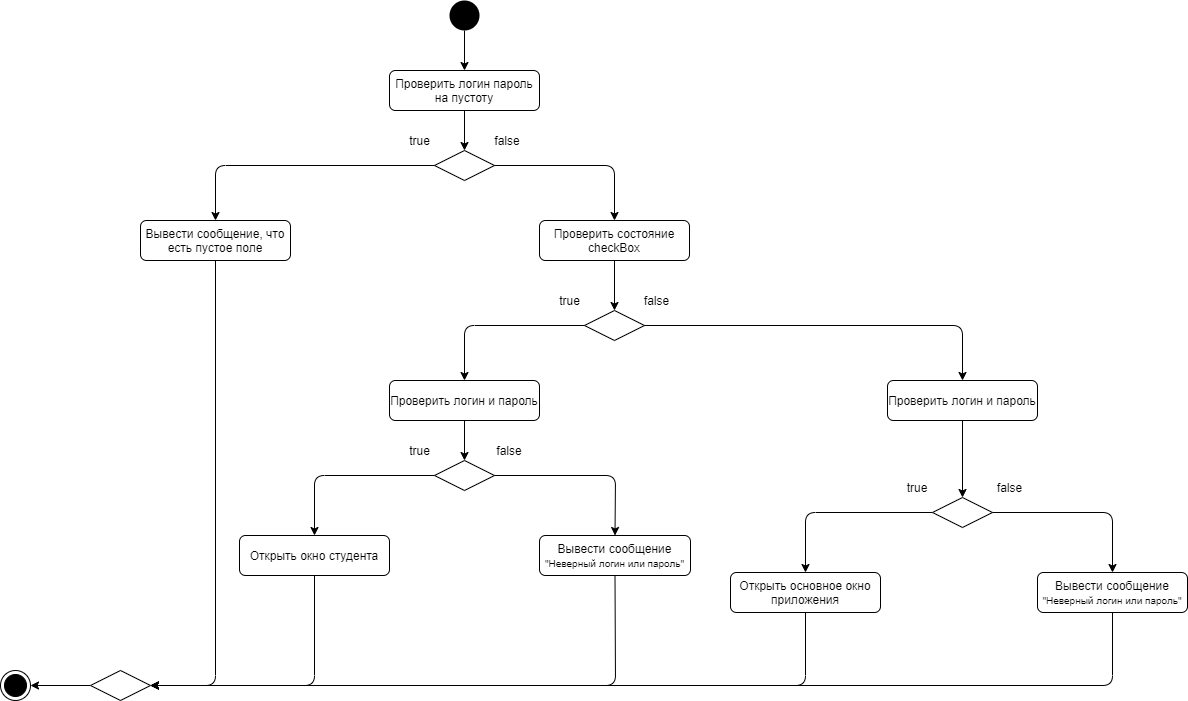 Проверить логин пароль
на пустоту
true
false
Вывести сообщение, что
есть пустое поле
Проверить состояние
checkBox
true
false
Проверить логин и пароль
Проверить логин и пароль
true
false
true
false
Открыть окно студента
Вывести сообщение
"Неверный логин или пароль"
Открыть основное окно
приложения
Вывести сообщение
"Неверный логин или пароль"